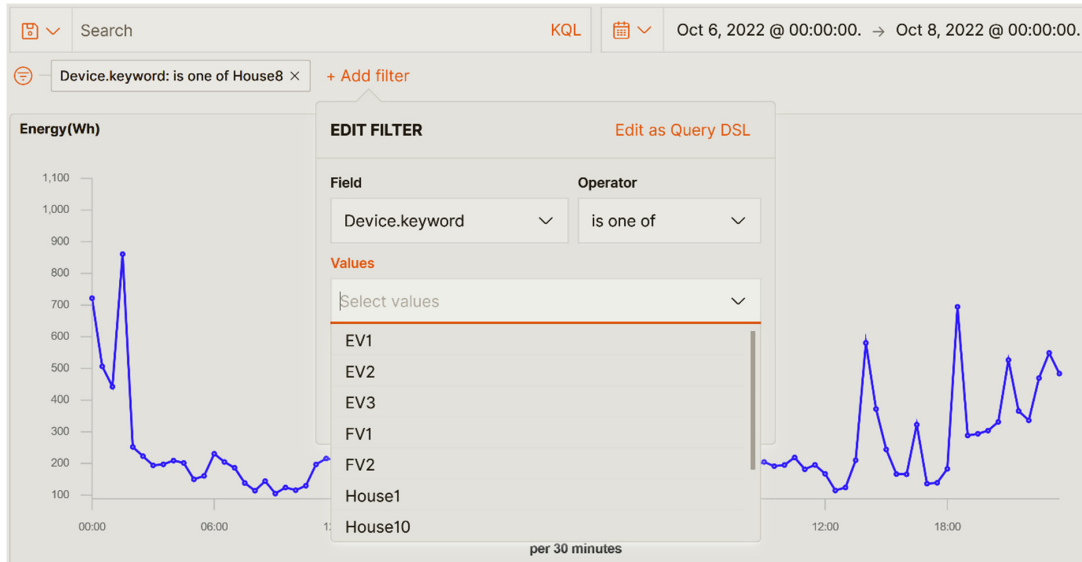 Search KQL Oct 6, 2022 @ 00:00:00. → Oct 8, 2022 @ 00:00:00.
Device.keyword: is one of House8 × + Add filter
Energy(Wh)
EDIT FILTER Edit as Query DSL
Field Operator
Device.keyword is one of
Values
Select values
EV1
EV2
EV3
FV1
FV2
House1
House10
1,100
1,000
900
800
700
600
500
400
300
200
100
00:00 06:00 12:00 18:00
per 30 minutes